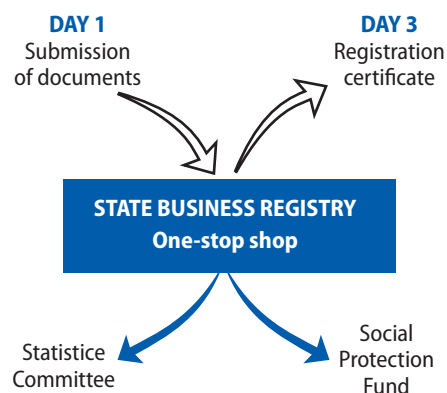 DAY 1
Submission
of documents
DAY 3
Registration
certificate
STATE BUSINESS REGISTRY
One-stop shop
Statistice
Committee
Social
Protection
Fund